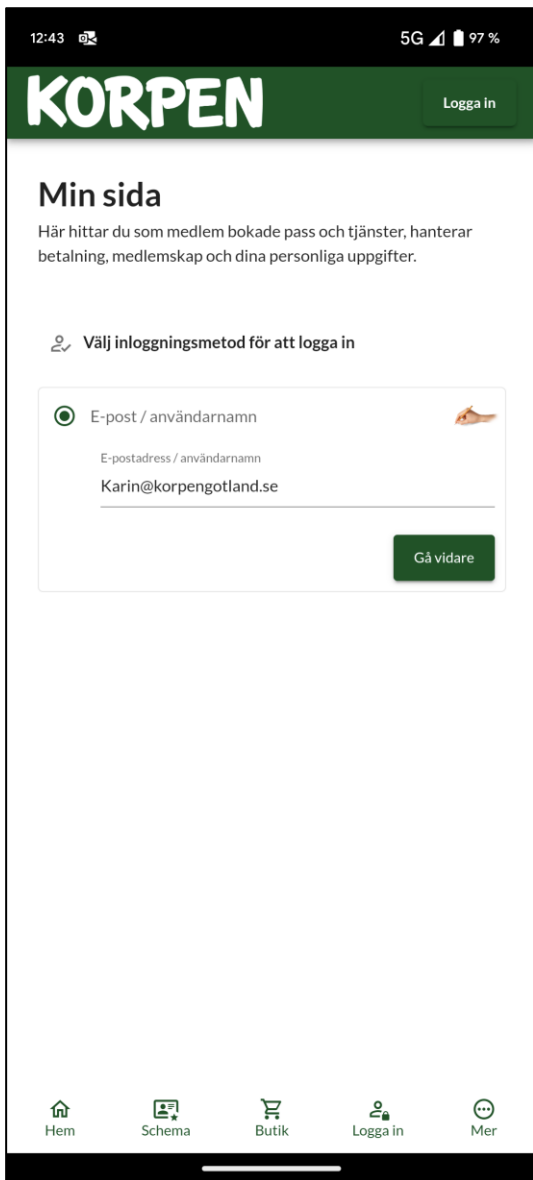 12:43 5G 97 %
KORPEN Logga in
Min sida
Här hittar du som medlem bokade pass och tjänster, hanterar
betalning, medlemskap och dina personliga uppgifter.
Välj inloggningsmetod för att logga in
E-post / användarnamn
E-postadress / användarnamn
Karin@korpengotland.se
Gå vidare
Hem Schema Butik Logga in Mer